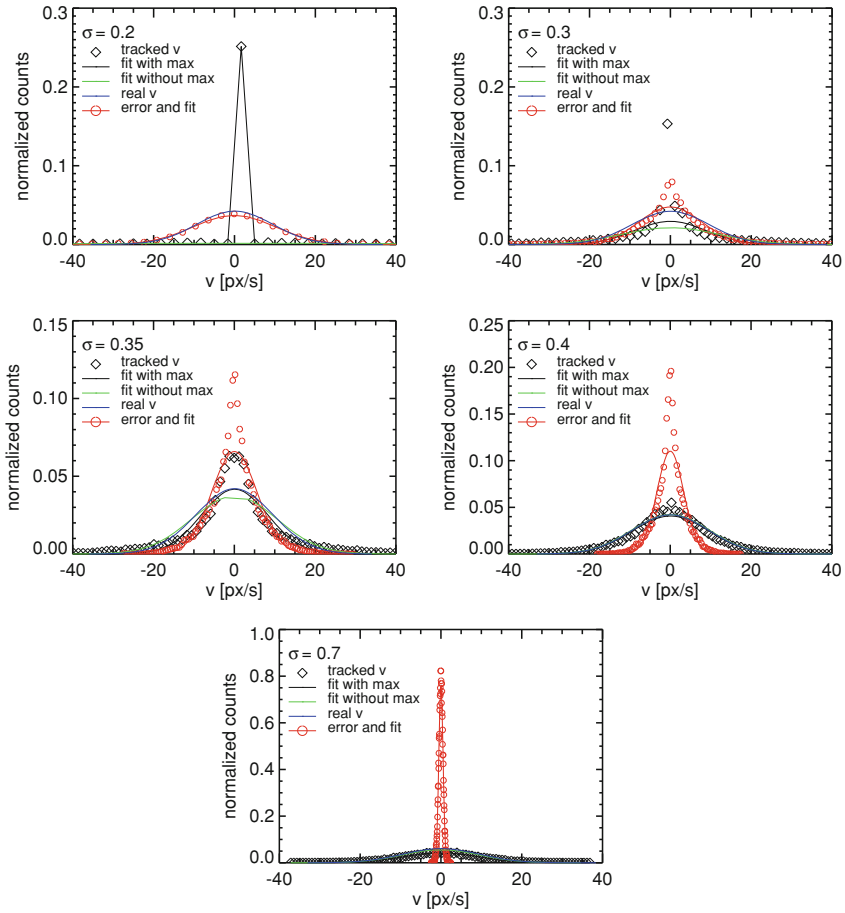 σ = 0.2
tracked v
fit with max
fit without max
real v
error and fit
0.3
0.2
0.1
0.0
normalized counts
-40
-20
0
20
40
v [px/s]
σ = 0.3
tracked v
fit with max
fit without max
real v
error and fit
0.3
0.2
0.1
0.0
normalized counts
-40
-20
0
20
40
v [px/s]
σ = 0.35
tracked v
fit with max
fit without max
real v
error and fit
0.15
0.10
0.05
0.00
normalized counts
-40
-20
0
20
40
v [px/s]
σ = 0.4
tracked v
fit with max
fit without max
real v
error and fit
0.25
0.20
0.15
0.10
0.05
0.00
normalized counts
-40
-20
0
20
40
v [px/s]
σ = 0.7
tracked v
fit with max
fit without max
real v
error and fit
1.0
0.8
0.6
0.4
0.2
0.0
normalized counts
-40
-20
0
20
40
v [px/s]